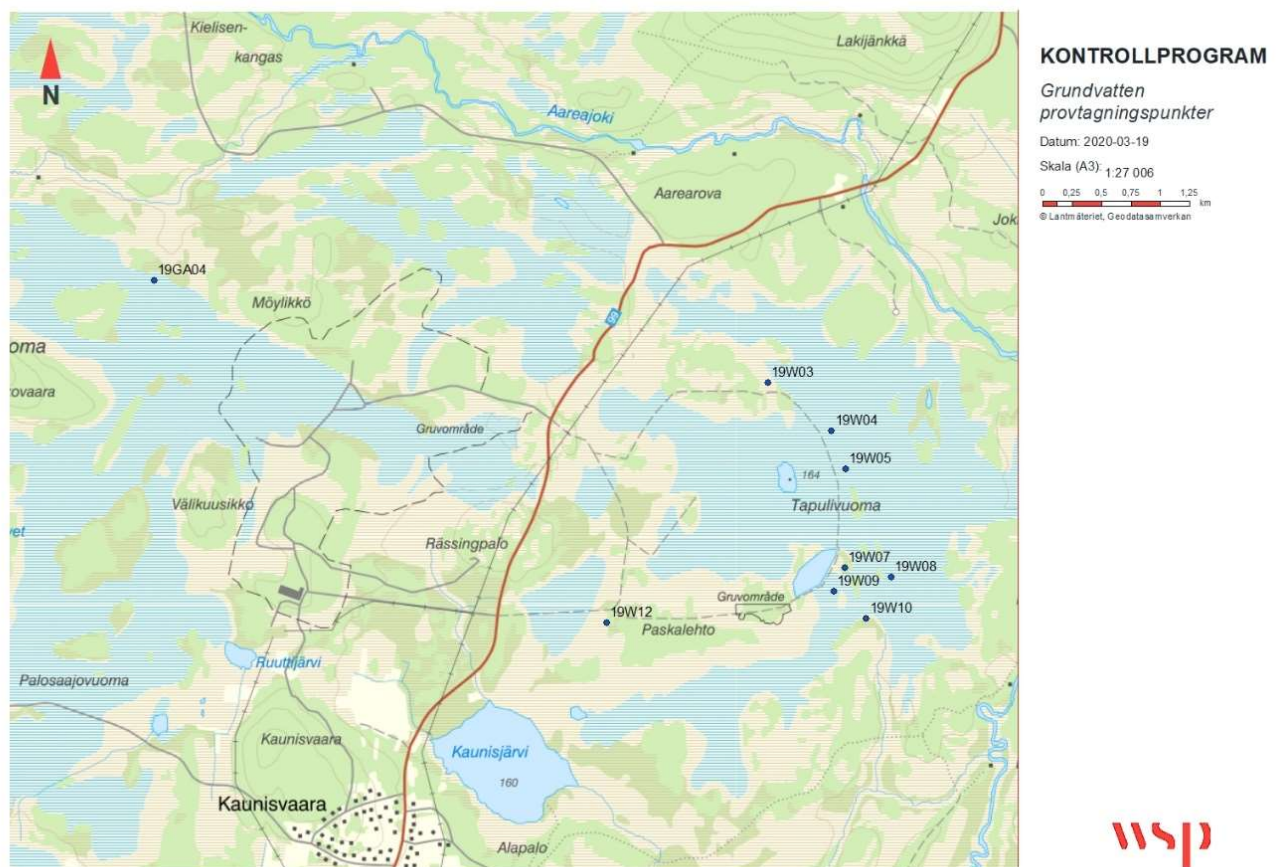 Kielisen-
kangas
Lakijänkkä
N
Aareajoki
Aarearova
Jok
19GA04
Möylikkö
99
oma
ovaara
19W03
19W04
Gruvområde
19W05
164
Välikuusikko
Tapulivuoma
vet
Rässingpalo
19W07
19W08
19W09
Gruvområde
19W12
19W10
Paskalehto
Ruuttijärvi
Palosaajovuoma
Kaunisvaara
Kaunisjärvi
160
Kaunisvaara
Alapalo
KONTROLLPROGRAM
Grundvatten
provtagningspunkter
Datum: 2020-03-19
Skala (A3): 1:27 006
0 0,25 0,5 0,75 1 1,25
km
© Lantmäteriet, Geodatasamverkan
wsp